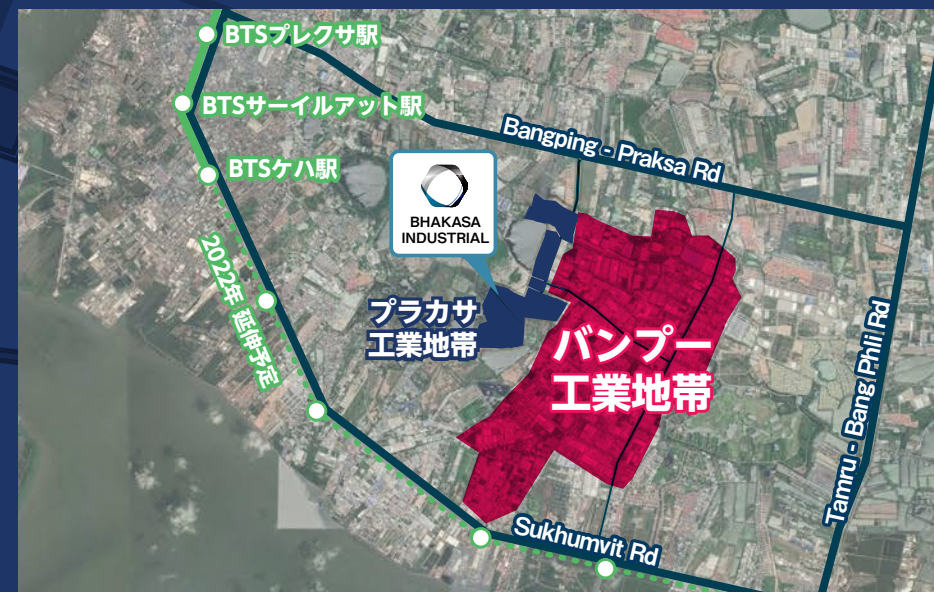 BTSプレクサ駅
BTSサーイルアット駅
BTSケハ駅
Bangping - Praksa Rd
BHAKASA
INDUSTRIAL
2022年 延伸予定
プラカサ
工業地帯
バンプー
工業地帯
Tamru - Bang Phli Rd
Sukhumvit Rd